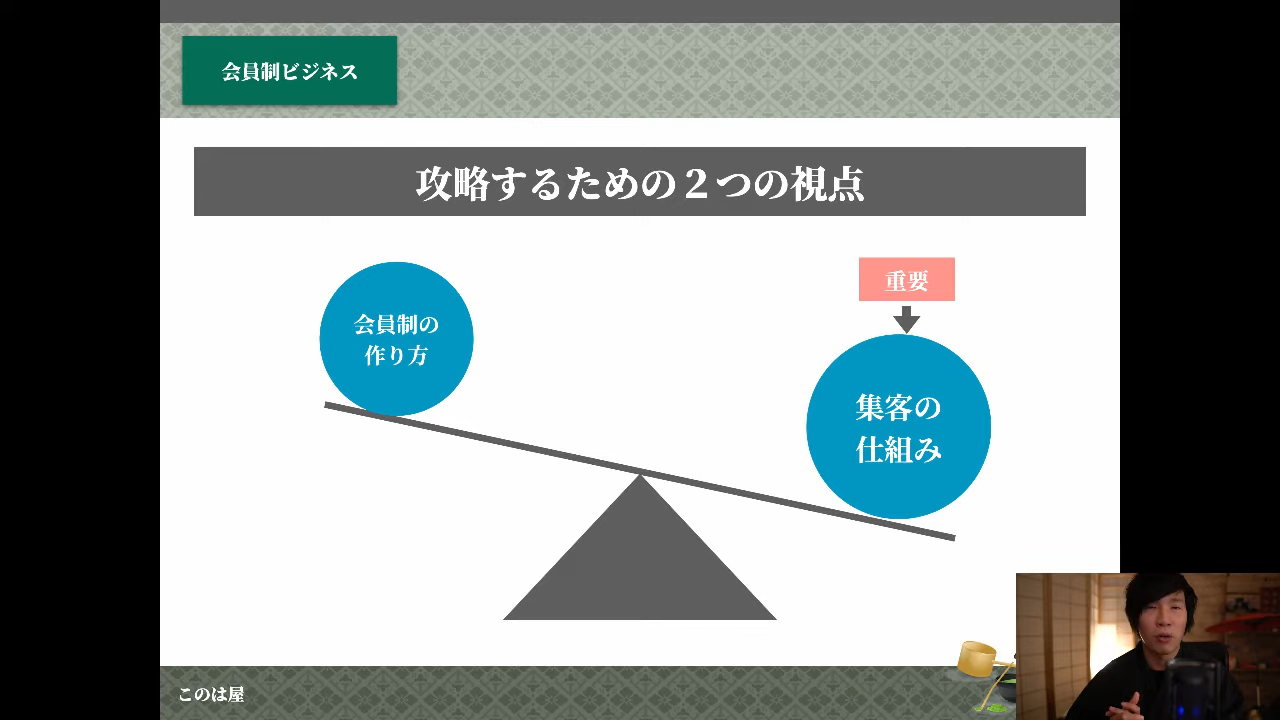 会員制ビジネス
攻略するための２つの視点
会員制の
作り方
重要
集客の
仕組み
このは屋